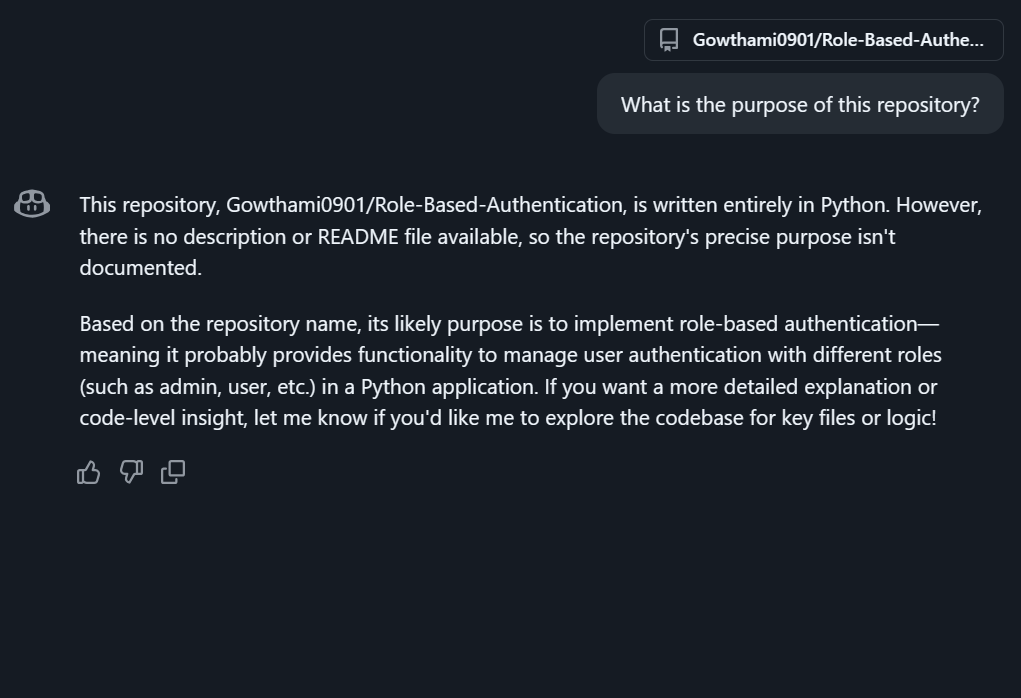 Gowthami0901/Role-Based-Authe...
What is the purpose of this repository?
This repository, Gowthami0901/Role-Based-Authentication, is written entirely in Python. However,
there is no description or README file available, so the repository's precise purpose isn't
documented.
Based on the repository name, its likely purpose is to implement role-based authentication—
meaning it probably provides functionality to manage user authentication with different roles
(such as admin, user, etc.) in a Python application. If you want a more detailed explanation or
code-level insight, let me know if you'd like me to explore the codebase for key files or logic!